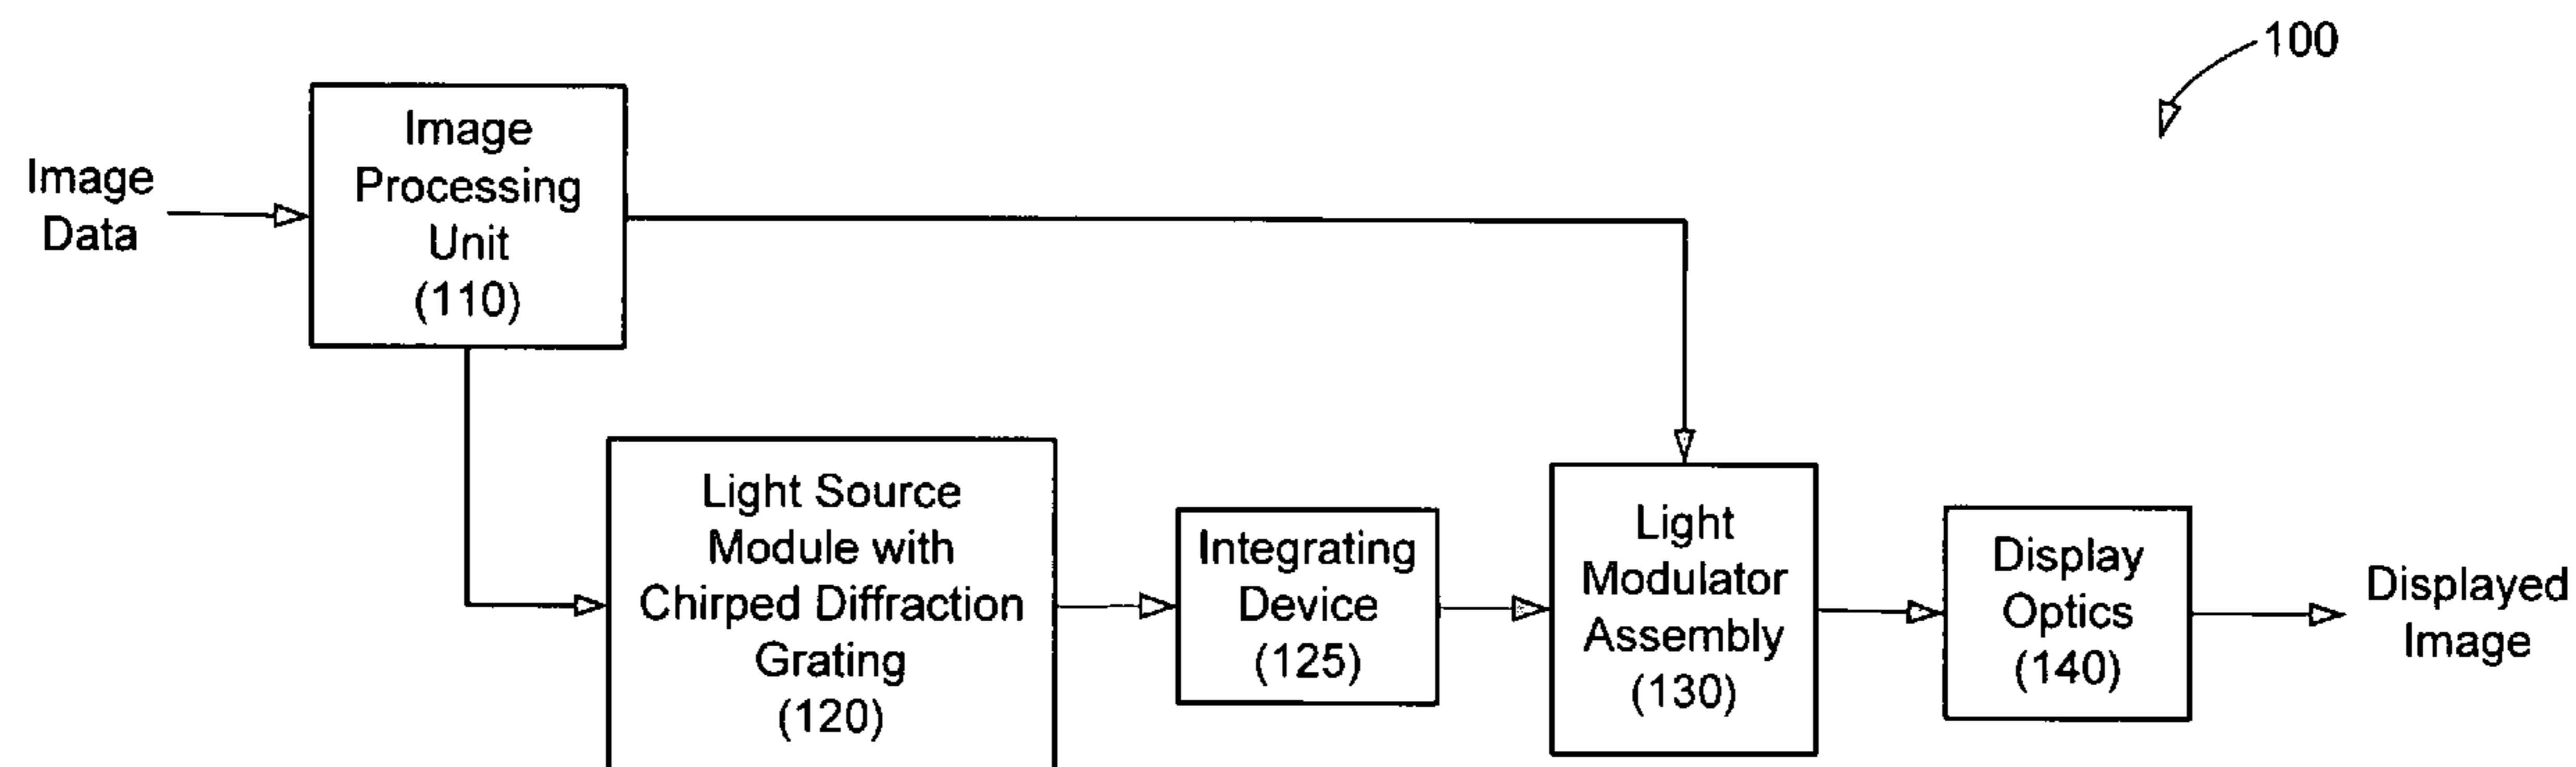 100
Image
Data
Image
Processing
Unit
(110)
Light Source
Module with
Chirped Diffraction
Grating
(120)
Integrating
Device
(125)
Light
Modulator
Assembly
(130)
Display
Optics
(140)
Displayed
Image